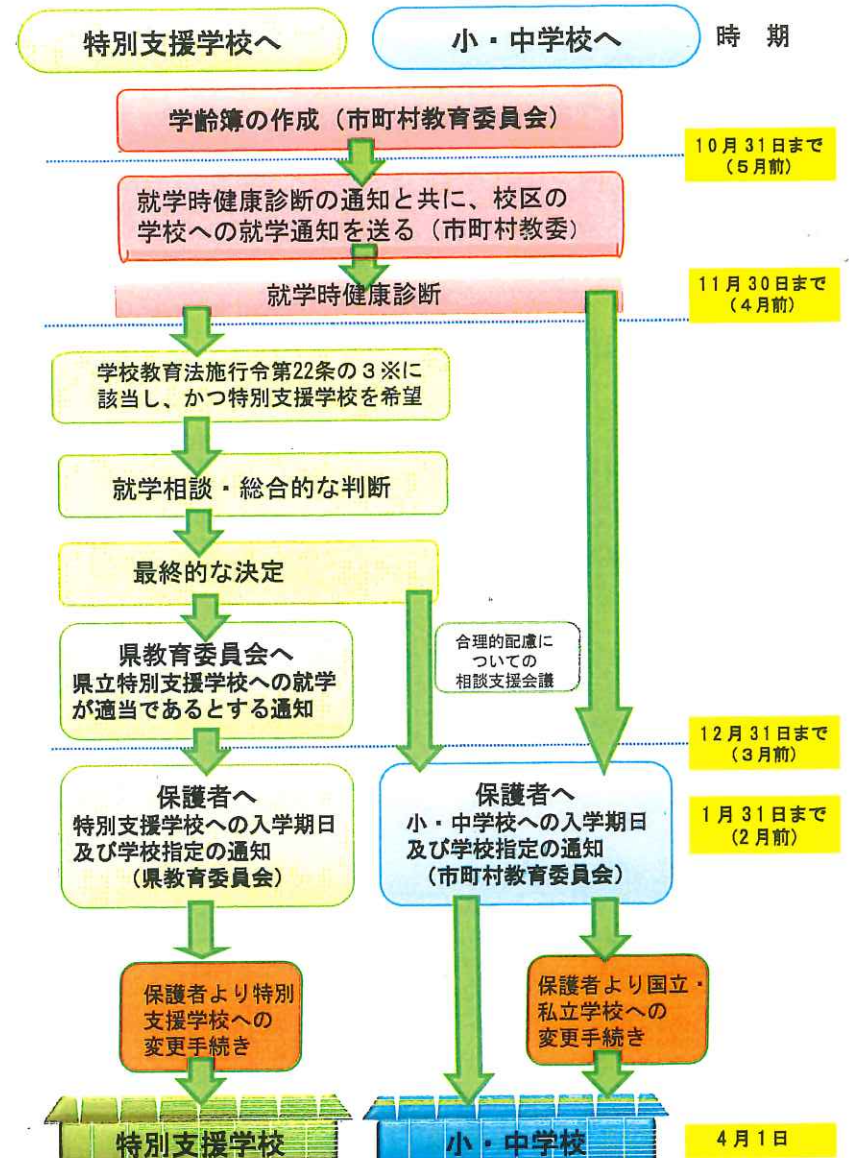 特別支援学校へ
小・中学校へ
時　期
学齢簿の作成（市町村教育委員会）
10月31日まで
（５月前）
就学時健康診断の通知と共に、校区の
学校への就学通知を送る（市町村教委）
就学時健康診断
11月30日まで
（４月前）
学校教育法施行令第22条の３※に
該当し、かつ特別支援学校を希望
就学相談・総合的な判断
最終的な決定
県教育委員会へ
県立特別支援学校への就学
が適当であるとする通知
合理的配慮に
ついての
相談支援会議
12月31日まで
（３月前）
保護者へ
特別支援学校への入学期日
及び学校指定の通知
（県教育委員会）
保護者へ
小・中学校への入学期日
及び学校指定の通知
（市町村教育委員会）
1月31日まで
（2月前）
保護者より特別
支援学校への
変更手続き
保護者より国立・
私立学校への
変更手続き
特別支援学校
小・中学校
4月1日